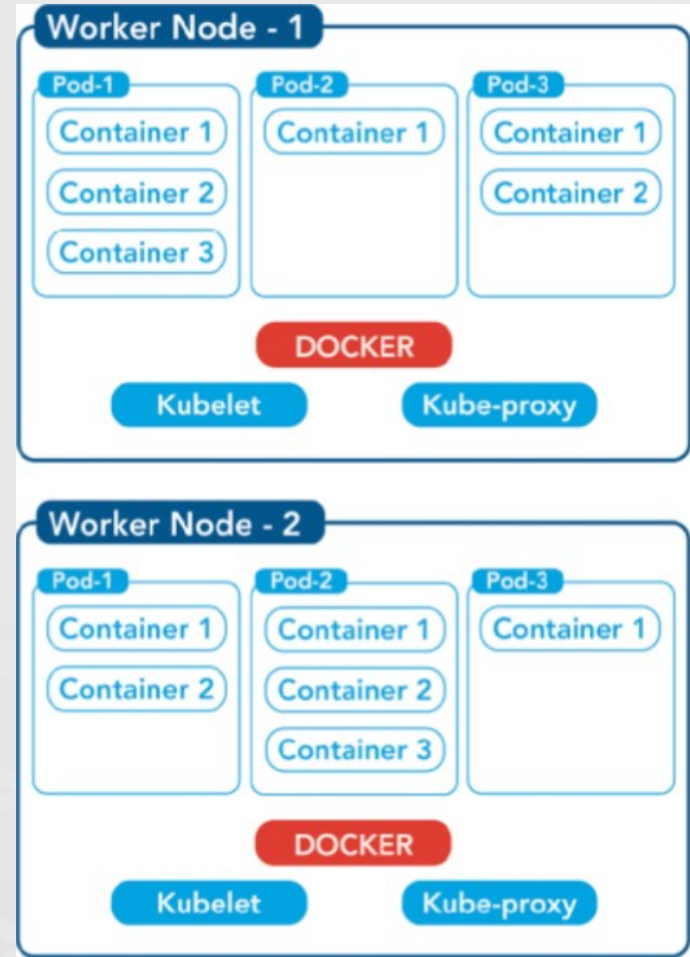 Worker Node - 1
Pod-1 Pod-2 Pod-3
Container 1 Container 1 Container 1
Container 2 Container 2
Container 3
DOCKER
Kubelet Kube-proxy
Worker Node - 2
Pod-1 Pod-2 Pod-3
Container 1 Container 1 Container 1
Container 2 Container 2
Container 3
DOCKER
Kubelet Kube-proxy